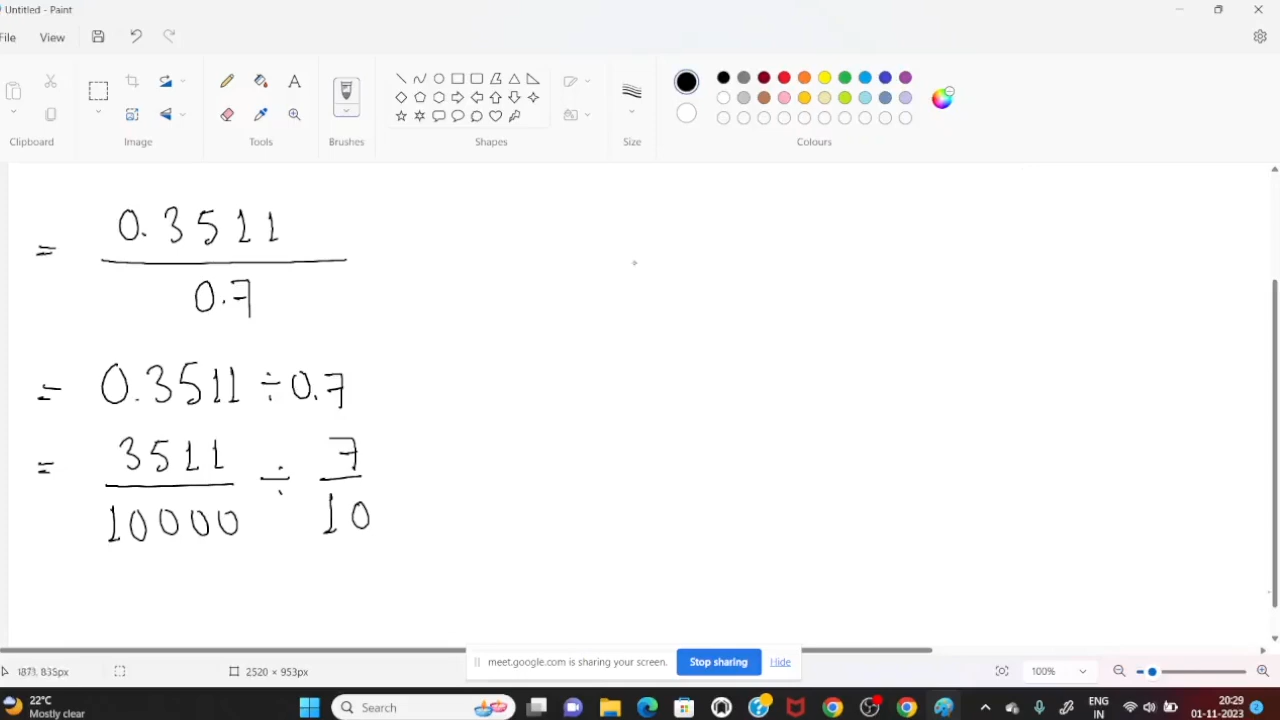 Untitled - Paint
File View
Clipboard Image Tools Brushes Shapes Size Colours
= 0.3511
0.7
= 0.3511 ÷ 0.7
= 3511 ÷ 7
10000 10
meet.google.com is sharing your screen. Stop sharing Hide
835px 2520 × 953px 100%
22°C
Mostly clear
Search
ENG
IN
20:29
01-11-2023
2